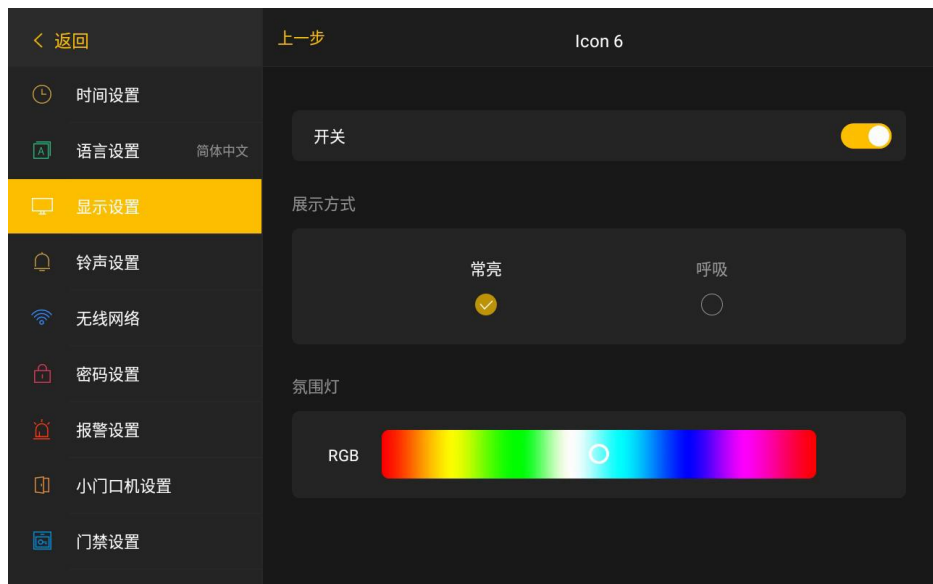 返回
上一步
Icon 6
时间设置
语言设置 简体中文
显示设置
铃声设置
无线网络
密码设置
报警设置
小门口机设置
门禁设置
开关
展示方式
常亮 呼吸
氛围灯
RGB